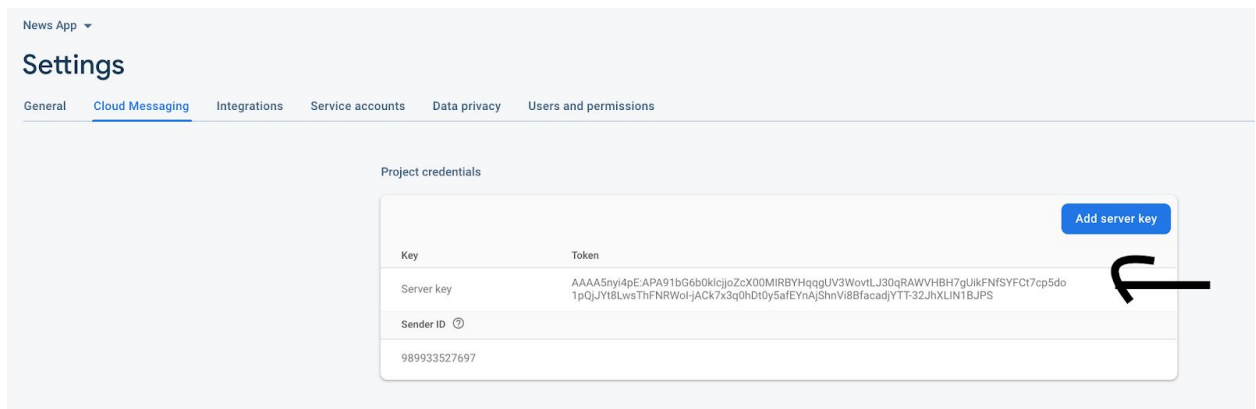 News App
Settings
General Cloud Messaging Integrations Service accounts Data privacy Users and permissions
Project credentials
Add server key
Key Token
Server key
Sender ID
989933527697